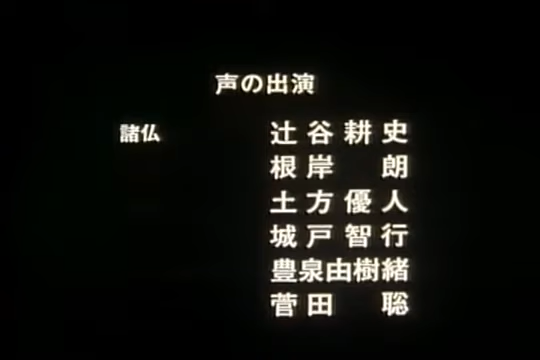 声の出演
諸仏 辻谷耕史
根岸 朗
土方優人
城戸智行
豊泉由樹緒
菅田 聡